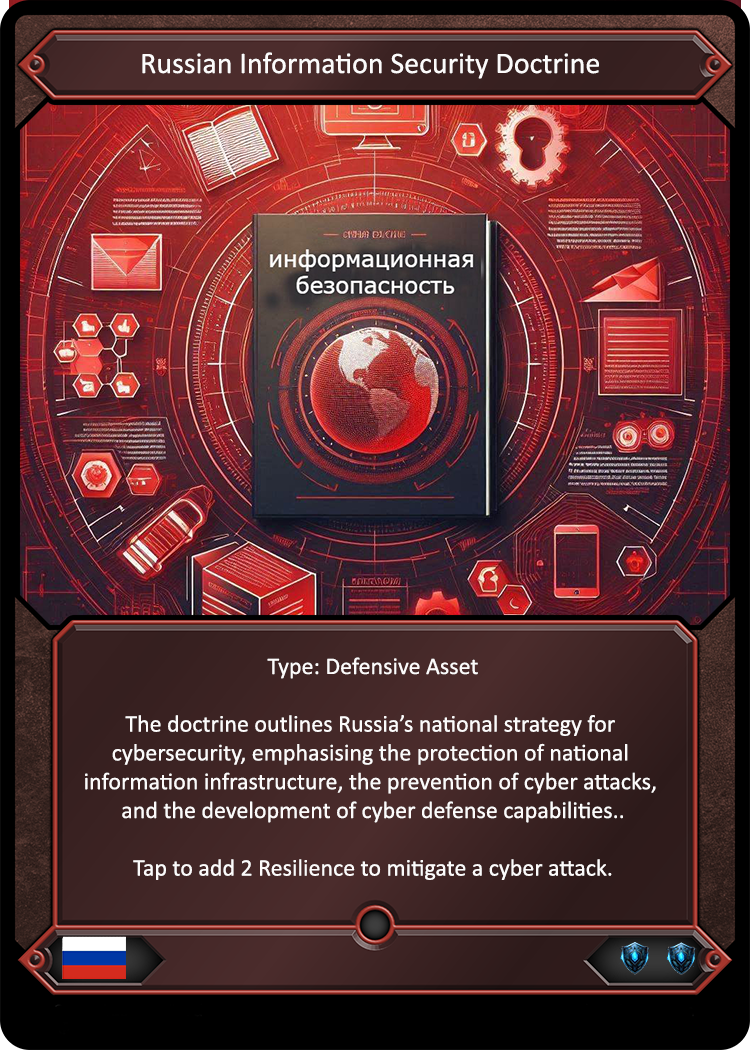 Russian Information Security Doctrine
информационная
безопасность
Type: Defensive Asset
The doctrine outlines Russia’s national strategy for
cybersecurity, emphasising the protection of national
information infrastructure, the prevention of cyber attacks,
and the development of cyber defense capabilities..
Tap to add 2 Resilience to mitigate a cyber attack.